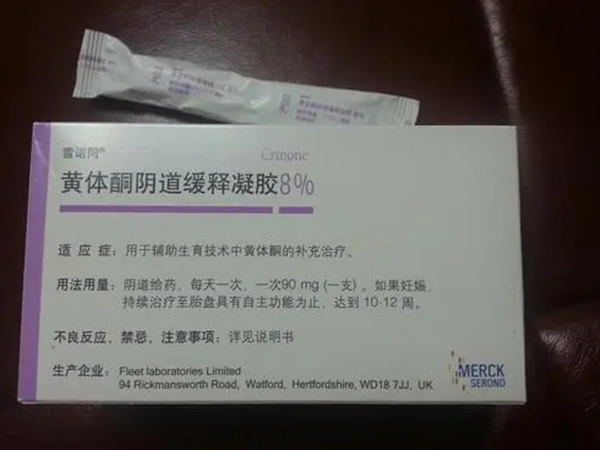 雪诺同®
Crinone
黄体酮阴道缓释凝胶8%
适 应 症：用于辅助生育技术中黄体酮的补充治疗。
用法用量：阴道给药，每天一次，一次90 mg (一支)。如果妊娠，
持续治疗至胎盘具有自主功能为止，达到 10-12 周。
不良反应、禁忌、注意事项：详见说明书
生产企业：Fleet laboratories Limited
94 Rickmansworth Road, Watford, Hertfordshire, WD18 7JJ, UK
MERCK
SERONO